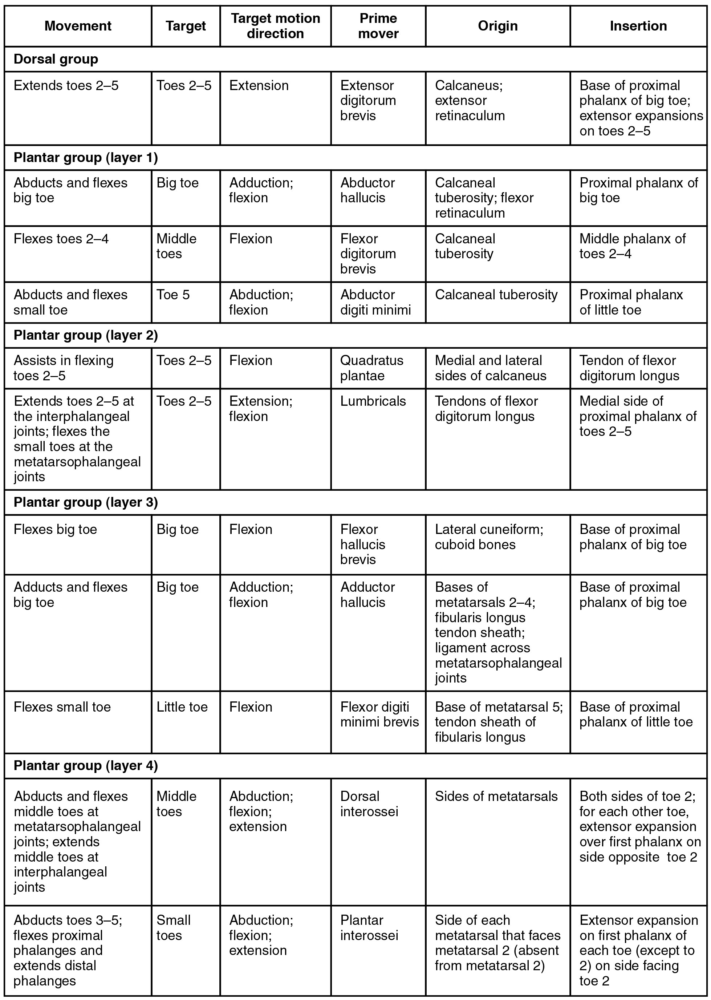 Movement
Target
Target motion
direction
Prime
mover
Origin
Insertion
Dorsal group
Extends toes 2–5
Toes 2–5
Extension
Extensor
digitorum
brevis
Calcaneus;
extensor
retinaculum
Base of proximal
phalanx of big toe;
extensor expansions
on toes 2–5
Plantar group (layer 1)
Abducts and flexes
big toe
Big toe
Adduction;
flexion
Abductor
hallucis
Calcaneal
tuberosity; flexor
retinaculum
Proximal phalanx of
big toe
Flexes toes 2–4
Middle
toes
Flexion
Flexor
digitorum
brevis
Calcaneal
tuberosity
Middle phalanx of
toes 2–4
Abducts and flexes
small toe
Toe 5
Abduction;
flexion
Abductor
digiti minimi
Calcaneal tuberosity
Proximal phalanx
of little toe
Plantar group (layer 2)
Assists in flexing
toes 2–5
Toes 2–5
Flexion
Quadratus
plantae
Medial and lateral
sides of calcaneus
Tendon of flexor
digitorum longus
Extends toes 2–5 at
the interphalangeal
joints; flexes the
small toes at the
metatarsophalangeal
joints
Toes 2–5
Extension;
flexion
Lumbricals
Tendons of flexor
digitorum longus
Medial side of
proximal phalanx of
toes 2–5
Plantar group (layer 3)
Flexes big toe
Big toe
Flexion
Flexor
hallucis
brevis
Lateral cuneiform;
cuboid bones
Base of proximal
phalanx of big toe
Adducts and flexes
big toe
Big toe
Adduction;
flexion
Adductor
hallucis
Bases of
metatarsals 2–4;
fibularis longus
tendon sheath;
ligament across
metatarsophalangeal
joints
Base of proximal
phalanx of big toe
Flexes small toe
Little toe
Flexion
Flexor digiti
minimi brevis
Base of metatarsal 5;
tendon sheath of
fibularis longus
Base of proximal
phalanx of little toe
Plantar group (layer 4)
Abducts and flexes
middle toes at
metatarsophalangeal
joints; extends
middle toes at
interphalangeal
joints
Middle
toes
Abduction;
flexion;
extension
Dorsal
interossei
Sides of metatarsals
Both sides of toe 2;
for each other toe,
extensor expansion
over first phalanx on
side opposite toe 2
Abducts toes 3–5;
flexes proximal
phalanges and
extends distal
phalanges
Small
toes
Abduction;
flexion;
extension
Plantar
interossei
Side of each
metatarsal that faces
metatarsal 2 (absent
from metatarsal 2)
Extensor expansion
on first phalanx of
each toe (except to
2) on side facing
toe 2